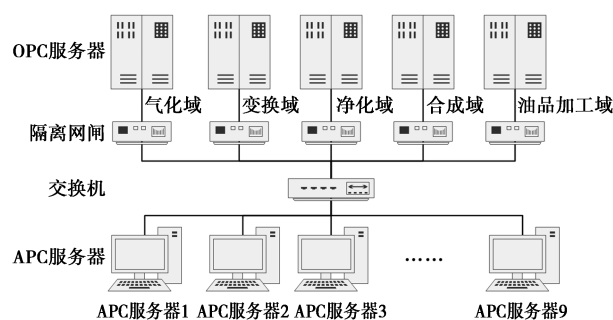 OPC服务器
气化域 变换域 净化域 合成域 油品加工域
隔离网闸
交换机
APC服务器
……
APC服务器1 APC服务器2 APC服务器3 APC服务器9